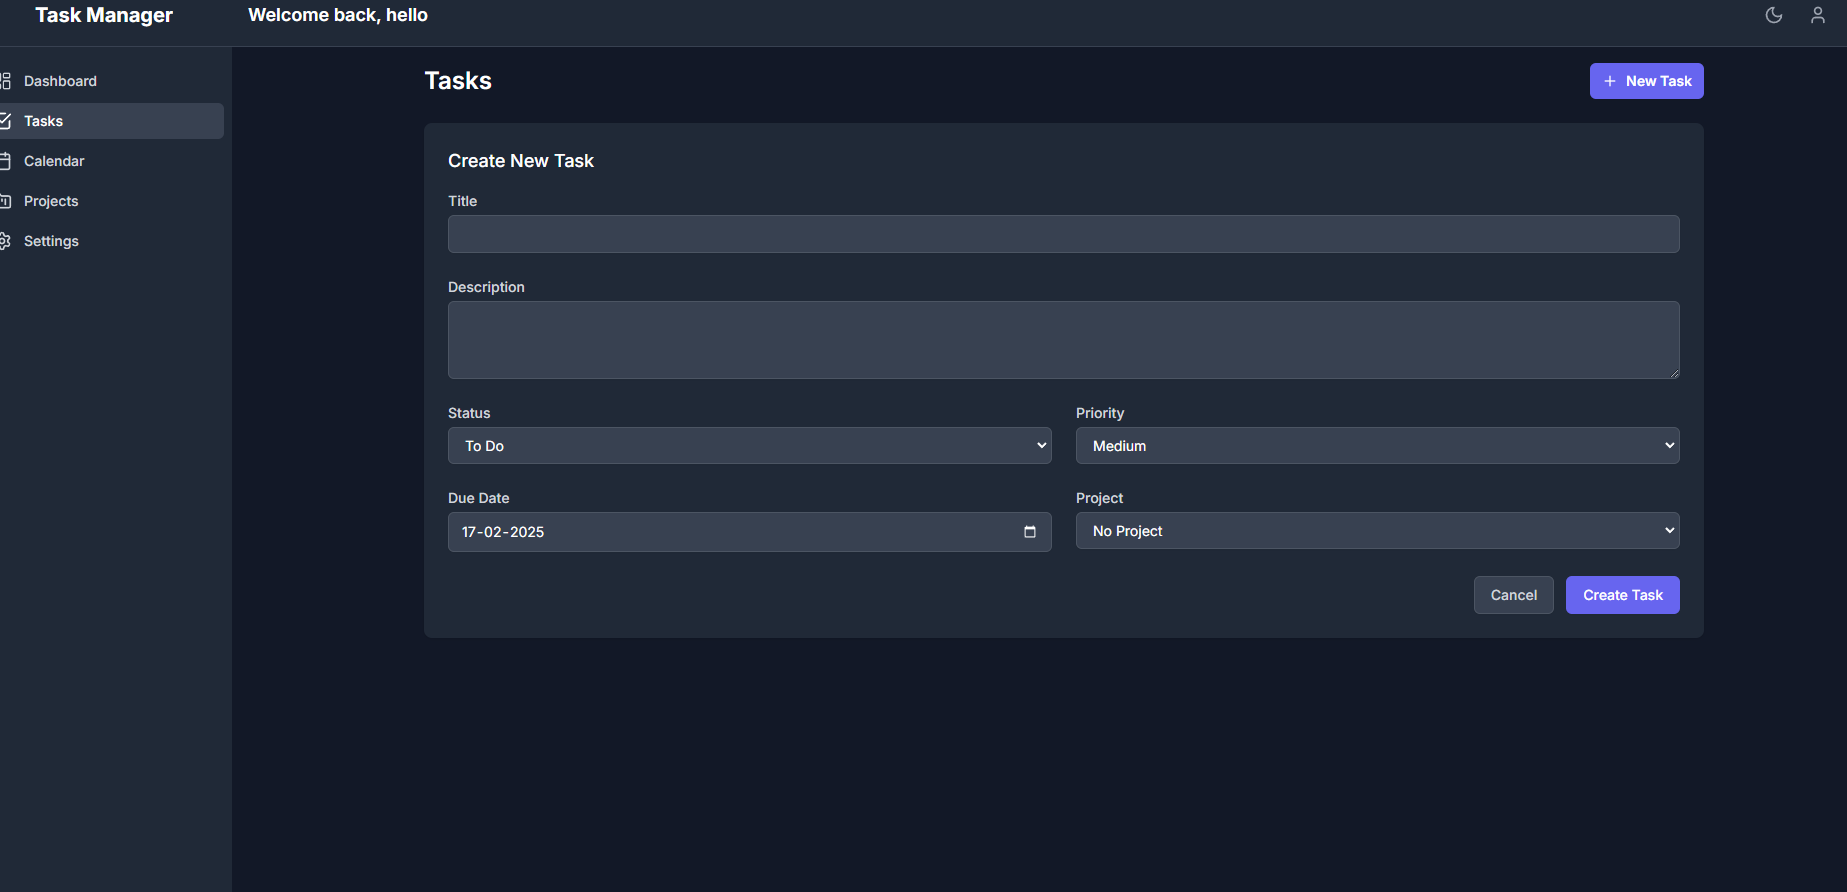 Task Manager
Welcome back, hello
Dashboard
Tasks
Calendar
Projects
Settings
Tasks
New Task
Create New Task
Title
Description
Status
Priority
To Do
Medium
Due Date
Project
17-02-2025
No Project
Cancel
Create Task